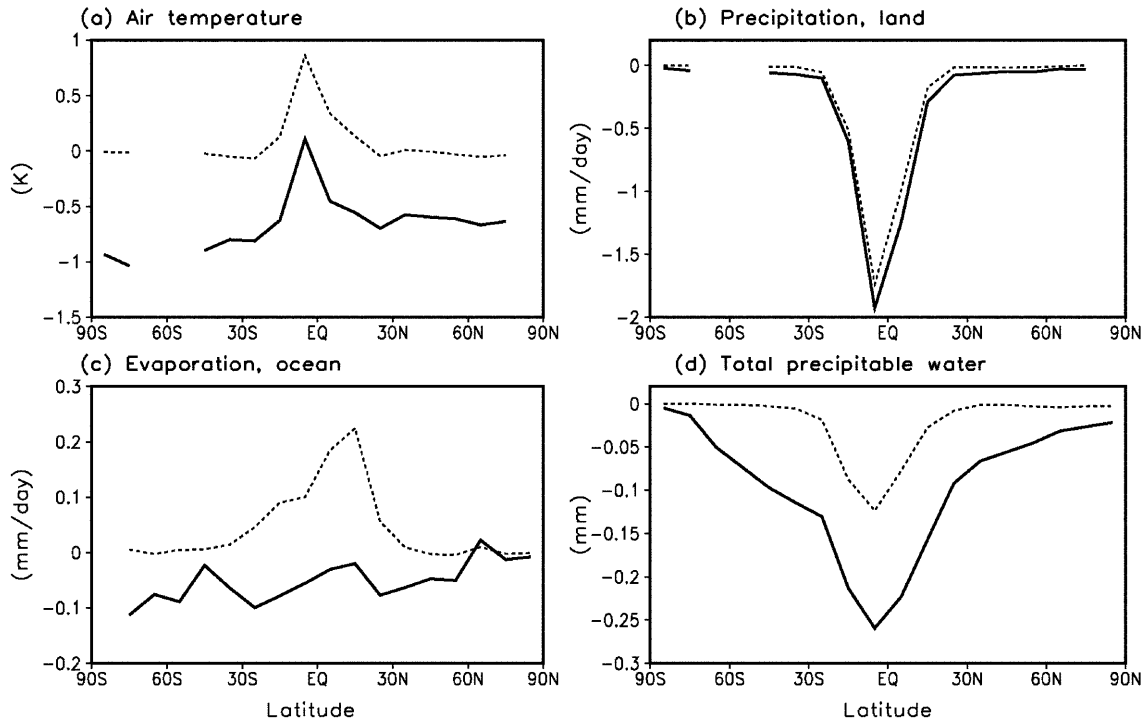 (a) Air temperature
(K)
1
0.5
0
-0.5
-1
-1.5
90S 60S 30S EQ 30N 60N 90N
(b) Precipitation, land
(mm/day)
0
-0.5
-1
-1.5
-2
90S 60S 30S EQ 30N 60N 90N
(c) Evaporation, ocean
(mm/day)
0.3
0.2
0.1
0
-0.1
-0.2
90S 60S 30S EQ 30N 60N 90N
Latitude
(d) Total precipitable water
(mm)
0
-0.05
-0.1
-0.15
-0.2
-0.25
-0.3
90S 60S 30S EQ 30N 60N 90N
Latitude